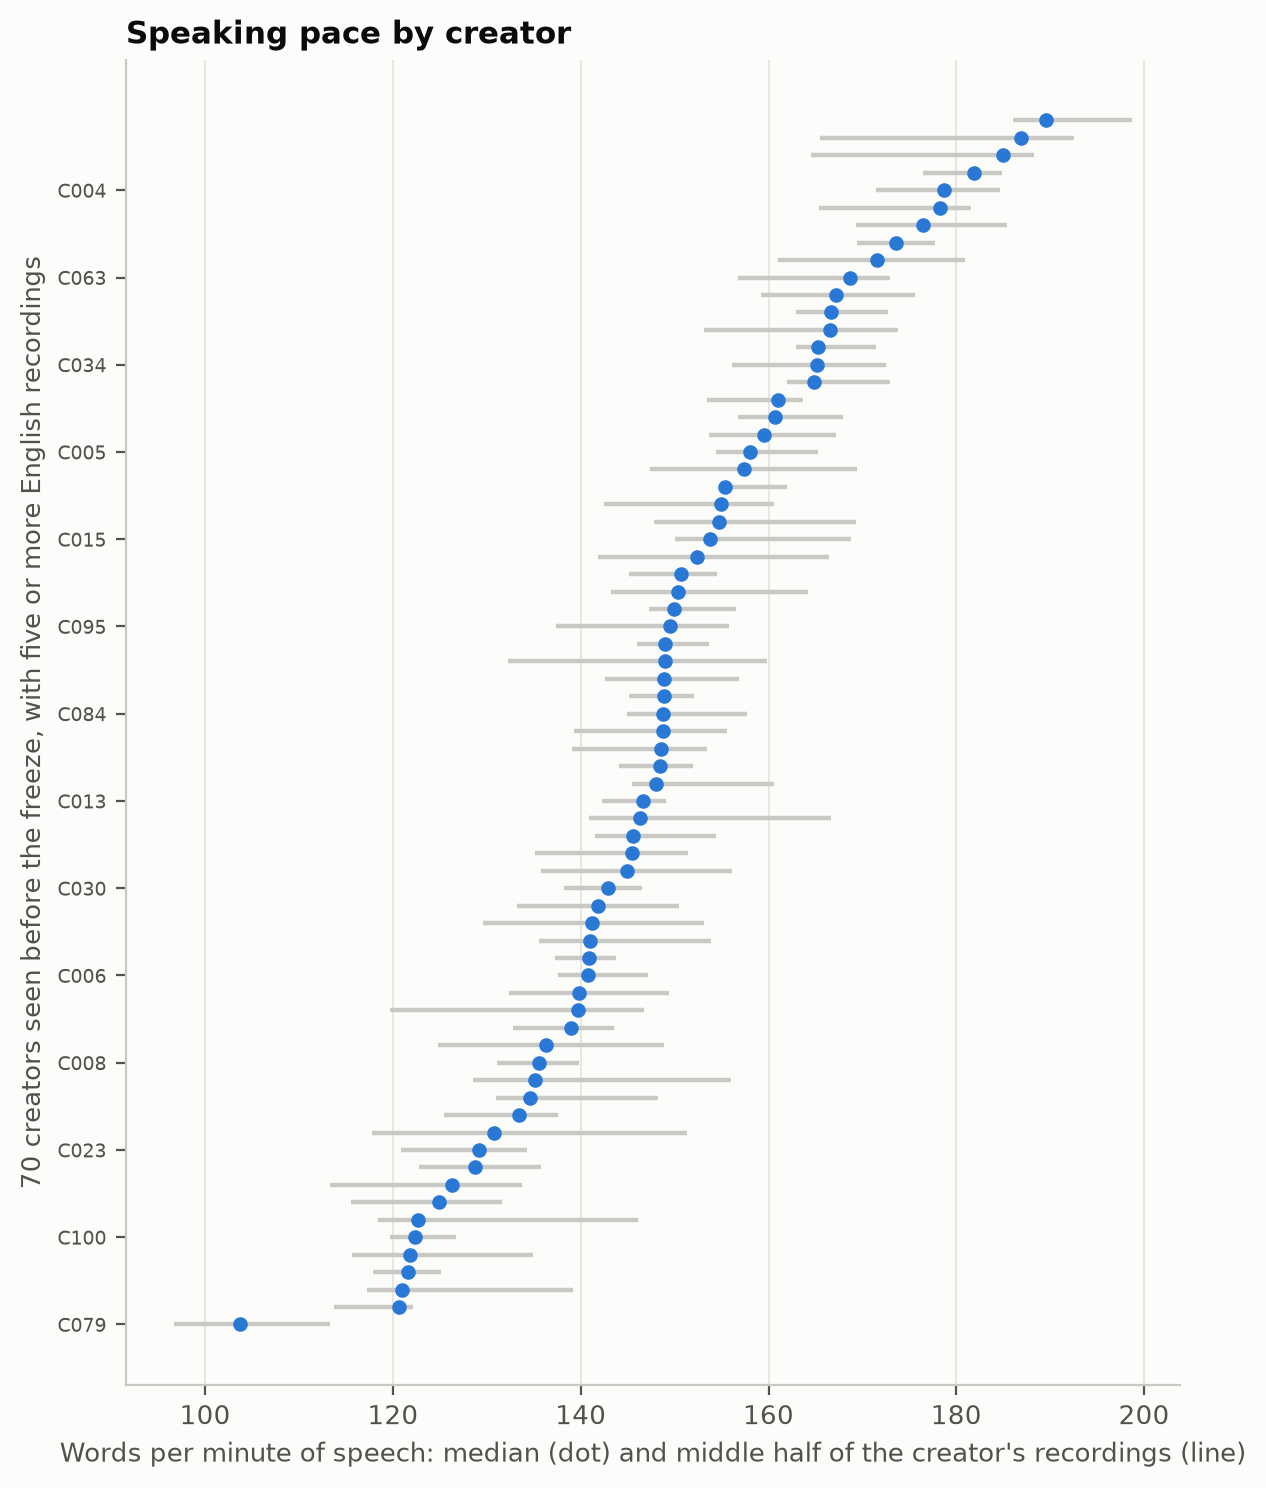 Speaking pace by creator
70 creators seen before the freeze, with five or more English recordings
C004
C063
C034
C005
C015
C095
C084
C013
C030
C006
C008
C023
C100
C079
100 120 140 160 180 200
Words per minute of speech: median (dot) and middle half of the creator's recordings (line)